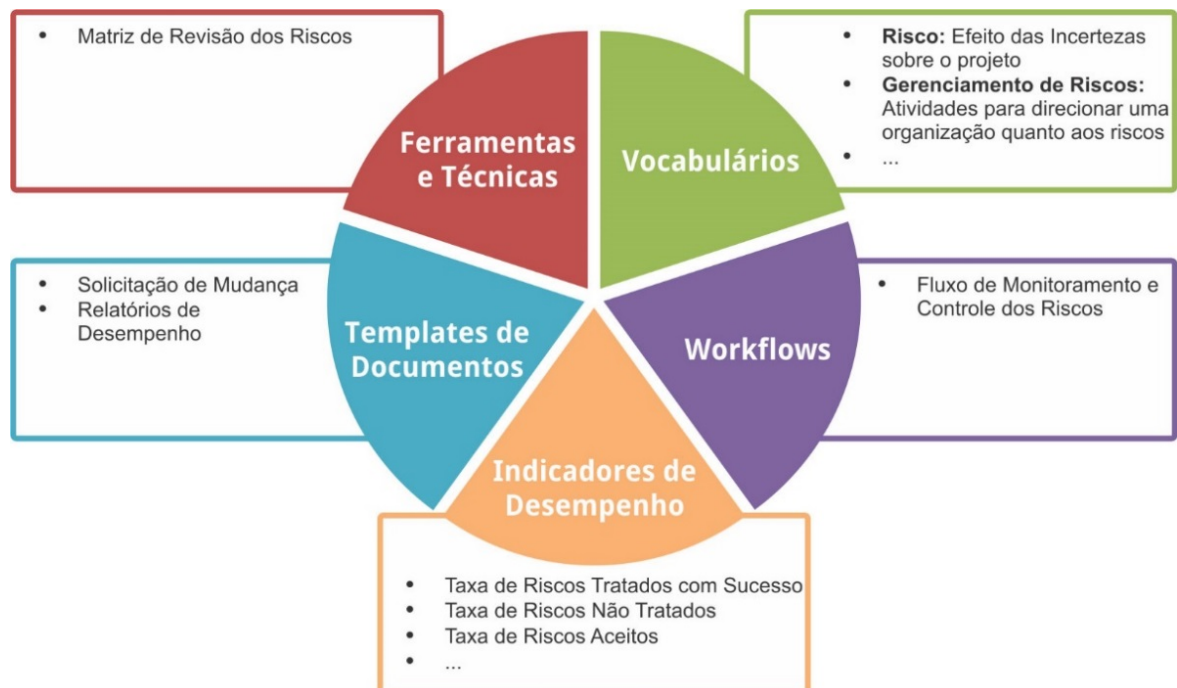 • Matriz de Revisão dos Riscos
Ferramentas
e Técnicas
• Risco: Efeito das Incertezas
sobre o projeto
• Gerenciamento de Riscos:
Atividades para direcionar uma
organização quanto aos riscos
• ...
Vocabulários
• Solicitação de Mudança
• Relatórios de
Desempenho
Templates de
Documentos
• Fluxo de Monitoramento e
Controle dos Riscos
Workflows
Indicadores de
Desempenho
• Taxa de Riscos Tratados com Sucesso
• Taxa de Riscos Não Tratados
• Taxa de Riscos Aceitos
• ...